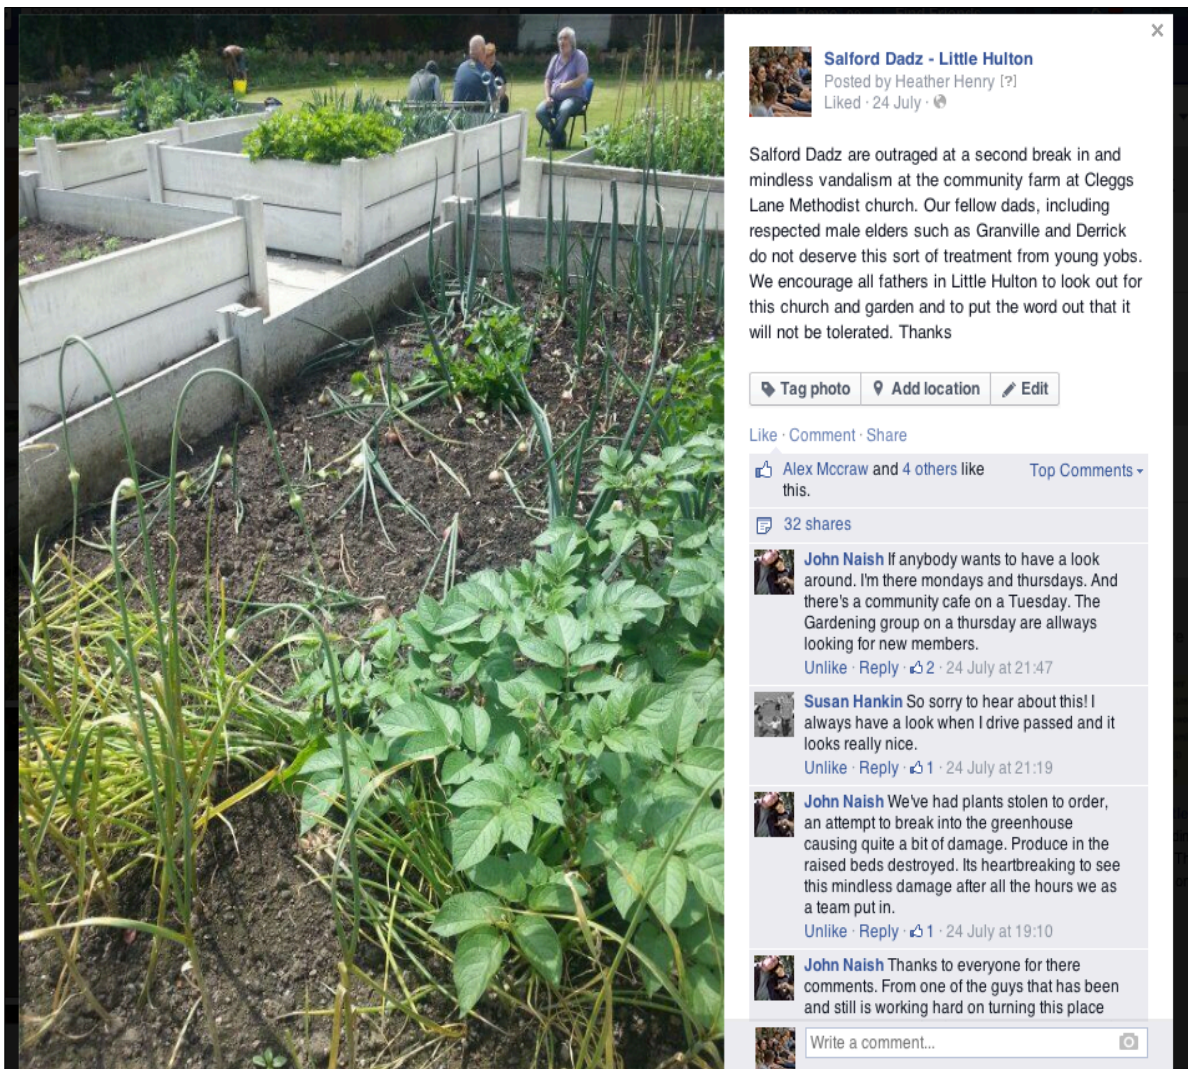 Salford Dadz - Little Hulton
Posted by Heather Henry [?]
Liked · 24 July ·
Salford Dadz are outraged at a second break in and
mindless vandalism at the community farm at Cleggs
Lane Methodist church. Our fellow dads, including
respected male elders such as Granville and Derrick
do not deserve this sort of treatment from young yobs.
We encourage all fathers in Little Hulton to look out for
this church and garden and to put the word out that it
will not be tolerated. Thanks
Tag photo Add location Edit
Like · Comment · Share
Alex Mccraw and 4 others like
this.
Top Comments
32 shares
John Naish If anybody wants to have a look
around. I'm there mondays and thursdays. And
there's a community cafe on a Tuesday. The
Gardening group on a thursday are allways
looking for new members.
Unlike · Reply · 2 · 24 July at 21:47
Susan Hankin So sorry to hear about this! I
always have a look when I drive passed and it
looks really nice.
Unlike · Reply · 1 · 24 July at 21:19
John Naish We've had plants stolen to order,
an attempt to break into the greenhouse
causing quite a bit of damage. Produce in the
raised beds destroyed. Its heartbreaking to see
this mindless damage after all the hours we as
a team put in.
Unlike · Reply · 1 · 24 July at 19:10
John Naish Thanks to everyone for there
comments. From one of the guys that has been
and still is working hard on turning this place
Write a comment...